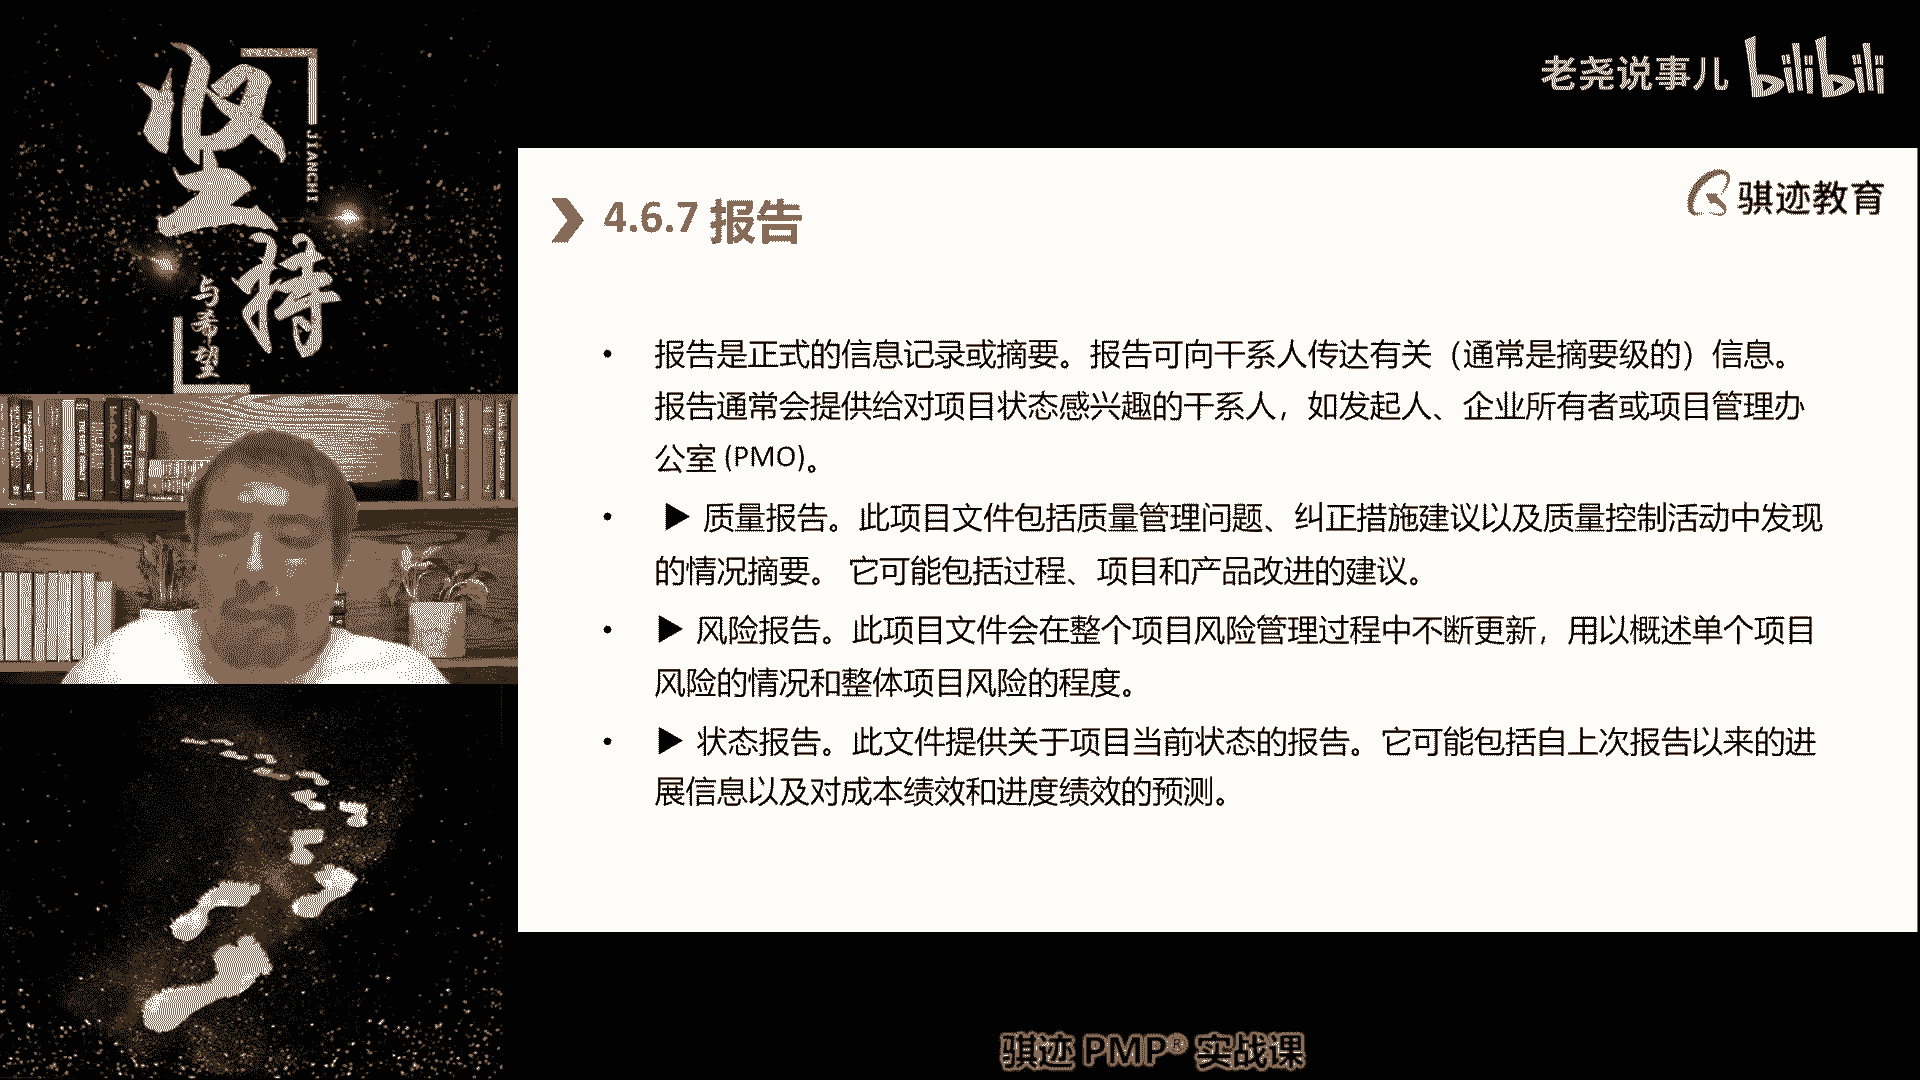 坚持
JIANCHI
与希望
老尧说事儿 bilibili
骐迹教育
4.6.7 报告
• 报告是正式的信息记录或摘要。报告可向干系人传达有关（通常是摘要级的）信息。
报告通常会提供给对项目状态感兴趣的干系人，如发起人、企业所有者或项目管理办
公室 (PMO)。
• ▶ 质量报告。此项目文件包括质量管理问题、纠正措施建议以及质量控制活动中发现
的情况摘要。 它可能包括过程、项目和产品改进的建议。
• ▶ 风险报告。此项目文件会在整个项目风险管理过程中不断更新，用以概述单个项目
风险的情况和整体项目风险的程度。
• ▶ 状态报告。此文件提供关于项目当前状态的报告。它可能包括自上次报告以来的进
展信息以及对成本绩效和进度绩效的预测。
骐迹 PMP® 实战课